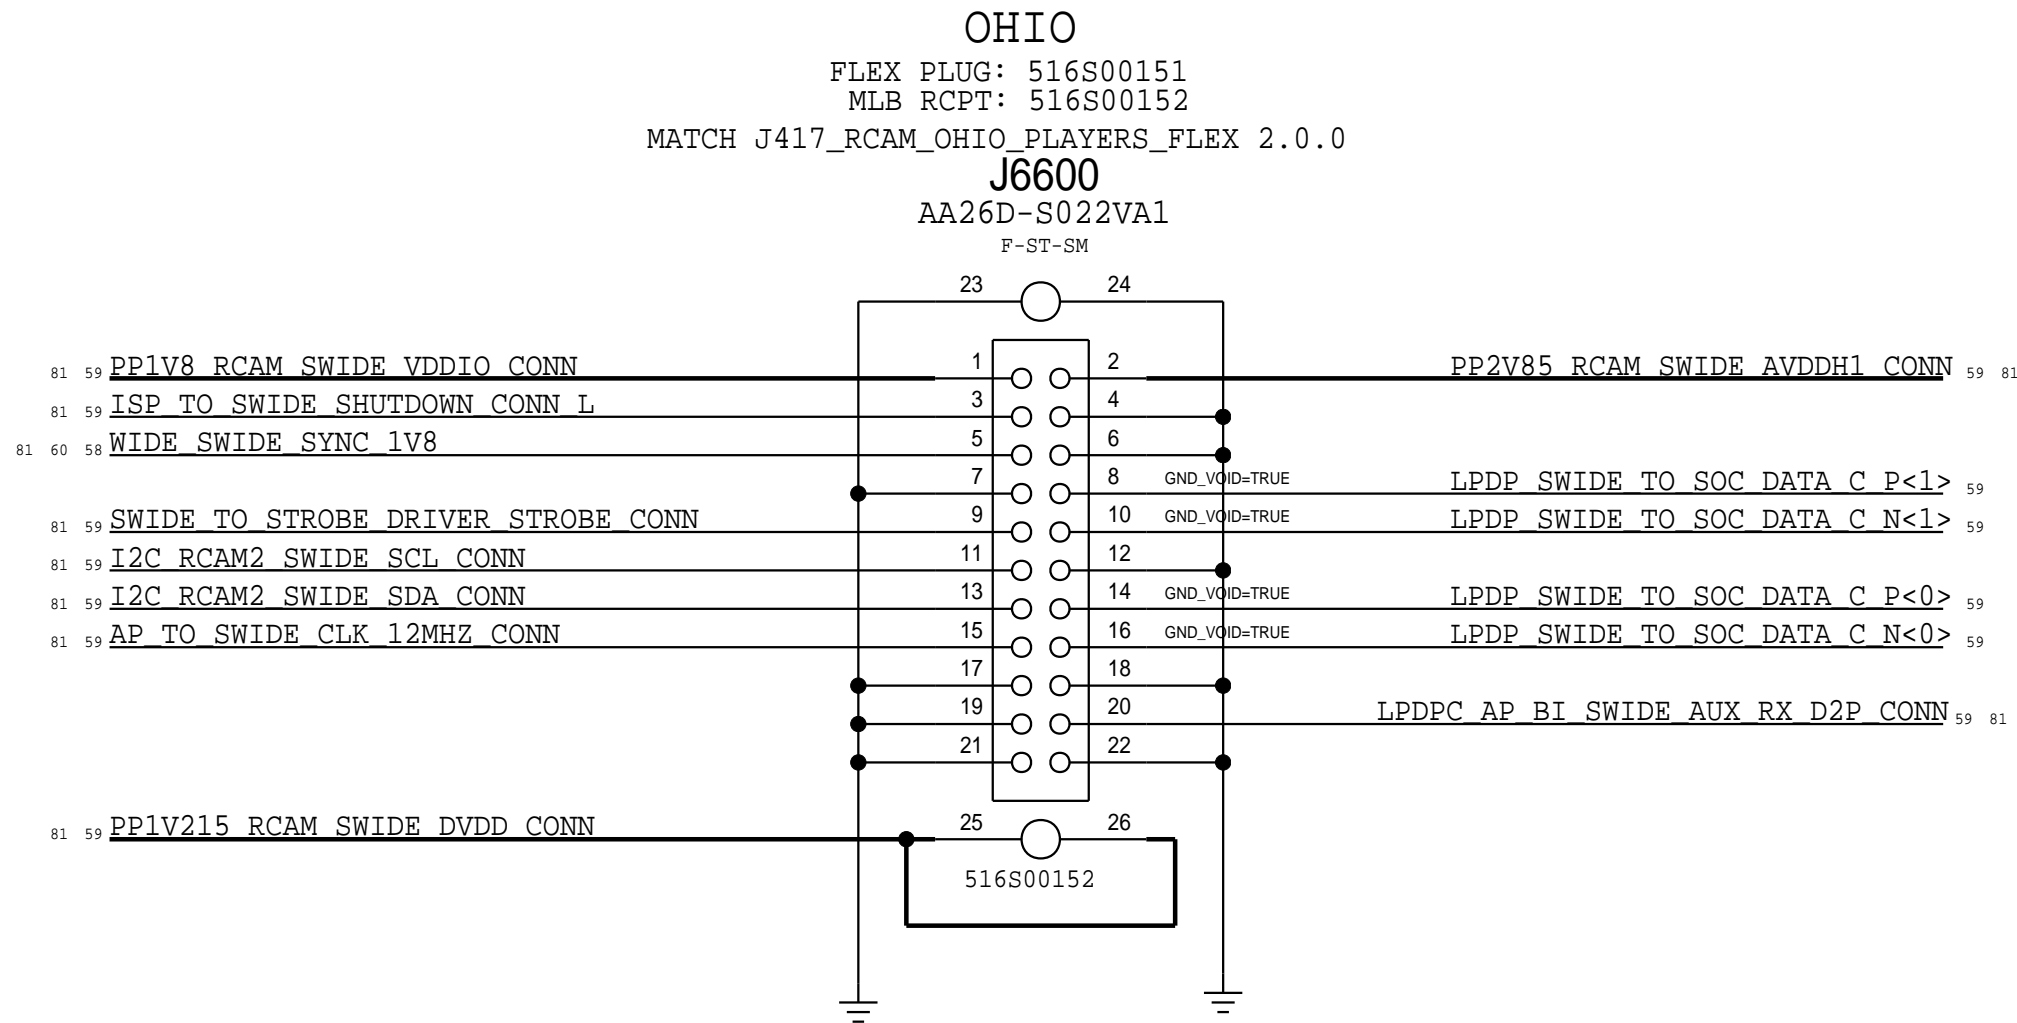 OHIO
FLEX PLUG: 516S00151
MLB RCPT: 516S00152
MATCH J417_RCAM_OHIO_PLAYERS_FLEX 2.0.0
J6600
AA26D-S022VA1
F-ST-SM
23 24
81 59 PP1V8_RCAM_SWIDE_VDDIO_CONN 1 2 PP2V85_RCAM_SWIDE_AVDDH1_CONN 59 81
81 59 ISP_TO_SWIDE_SHUTDOWN_CONN_L 3 4
81 60 58 WIDE_SWIDE_SYNC_1V8 5 6
7 8 GND_VOID=TRUE LPDP_SWIDE_TO_SOC_DATA_C_P<1> 59
81 59 SWIDE_TO_STROBE_DRIVER_STROBE_CONN 9 10 GND_VOID=TRUE LPDP_SWIDE_TO_SOC_DATA_C_N<1> 59
81 59 I2C_RCAM2_SWIDE_SCL_CONN 11 12
81 59 I2C_RCAM2_SWIDE_SDA_CONN 13 14 GND_VOID=TRUE LPDP_SWIDE_TO_SOC_DATA_C_P<0> 59
81 59 AP_TO_SWIDE_CLK_12MHZ_CONN 15 16 GND_VOID=TRUE LPDP_SWIDE_TO_SOC_DATA_C_N<0> 59
17 18
19 20 LPDPC_AP_BI_SWIDE_AUX_RX_D2P_CONN 59 81
21 22
81 59 PP1V215_RCAM_SWIDE_DVDD_CONN 25 26
516S00152